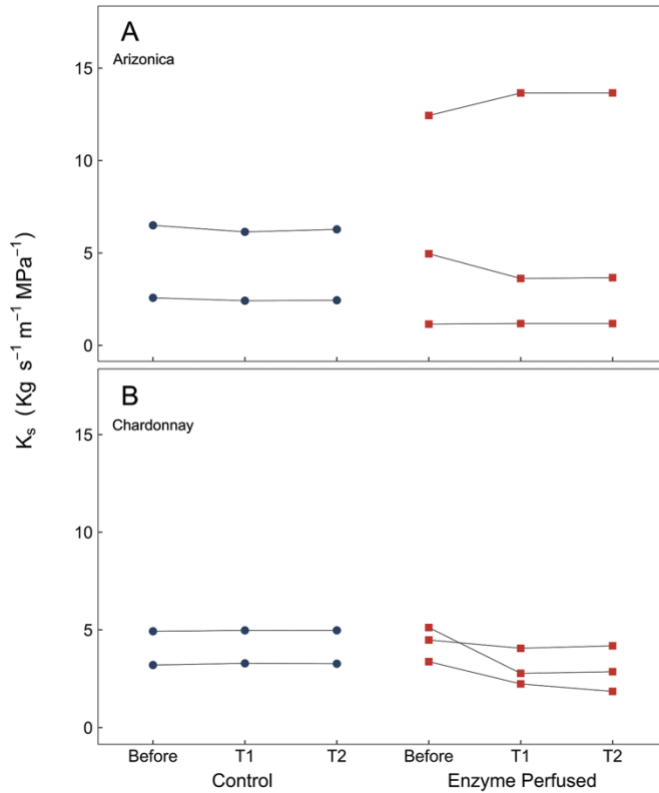 A
Arizonica
15
10
5
0
K_s (Kg s⁻¹ m⁻¹ MPa⁻¹)
B
Chardonnay
15
10
5
0
Before T1 T2 Before T1 T2
Control Enzyme Perfused